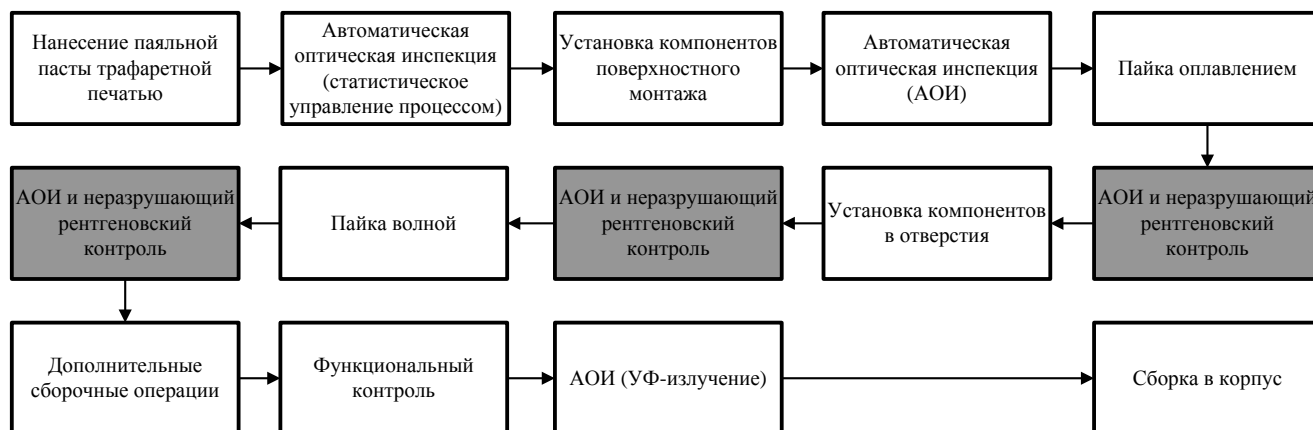 Нанесение паяльной
пасты трафаретной
печатью
Автоматическая
оптическая инспекция
(статистическое
управление процессом)
Установка компонентов
поверхностного
монтажа
Автоматическая
оптическая инспекция
(АОИ)
Пайка оплавлением
АОИ и неразрушающий
рентгеновский
контроль
Пайка волной
АОИ и неразрушающий
рентгеновский
контроль
Установка компонентов
в отверстия
АОИ и неразрушающий
рентгеновский
контроль
Дополнительные
сборочные операции
Функциональный
контроль
АОИ (УФ-излучение)
Сборка в корпус